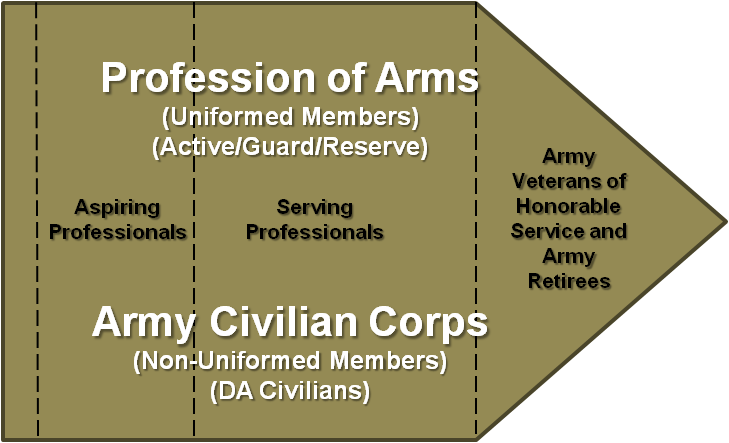 Profession of Arms
(Uniformed Members)
(Active/Guard/Reserve)
Aspiring
Professionals
Serving
Professionals
Army
Veterans of
Honorable
Service and
Army
Retirees
Army Civilian Corps
(Non-Uniformed Members)
(DA Civilians)